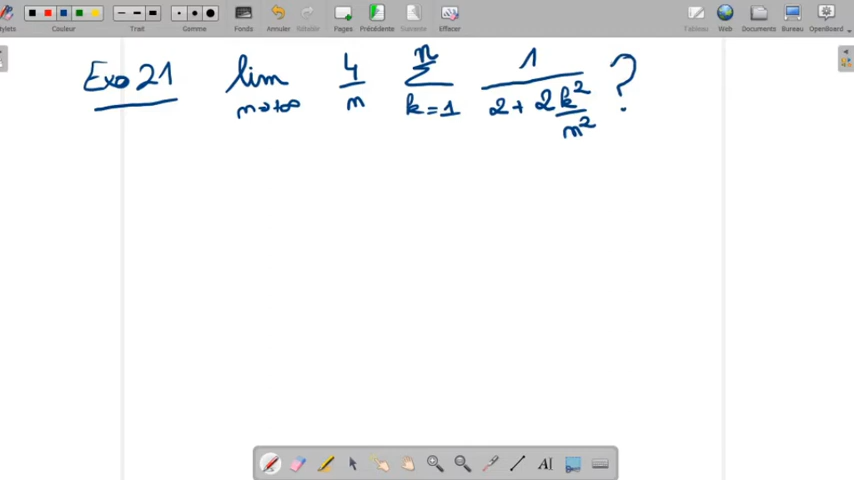 Stylets Couleur Trait Gomme Fonds Annuler Rétablir Pages Précédente Suivante Effacer Tableau Web Documents Bureau OpenBoard
Exo 21 lim n→+∞ 4/n Σ k=1 n 1/(2 + 2k²/n²) ?
AI